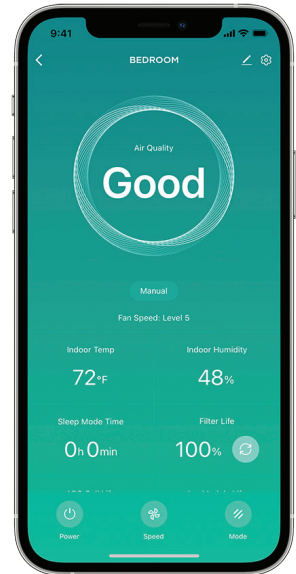 9:41
BEDROOM
Air Quality
Good
Manual
Fan Speed: Level 5
Indoor Temp
Indoor Humidity
72°F
48%
Sleep Mode Time
Filter Life
0h 0min
100%
Power
Speed
Mode